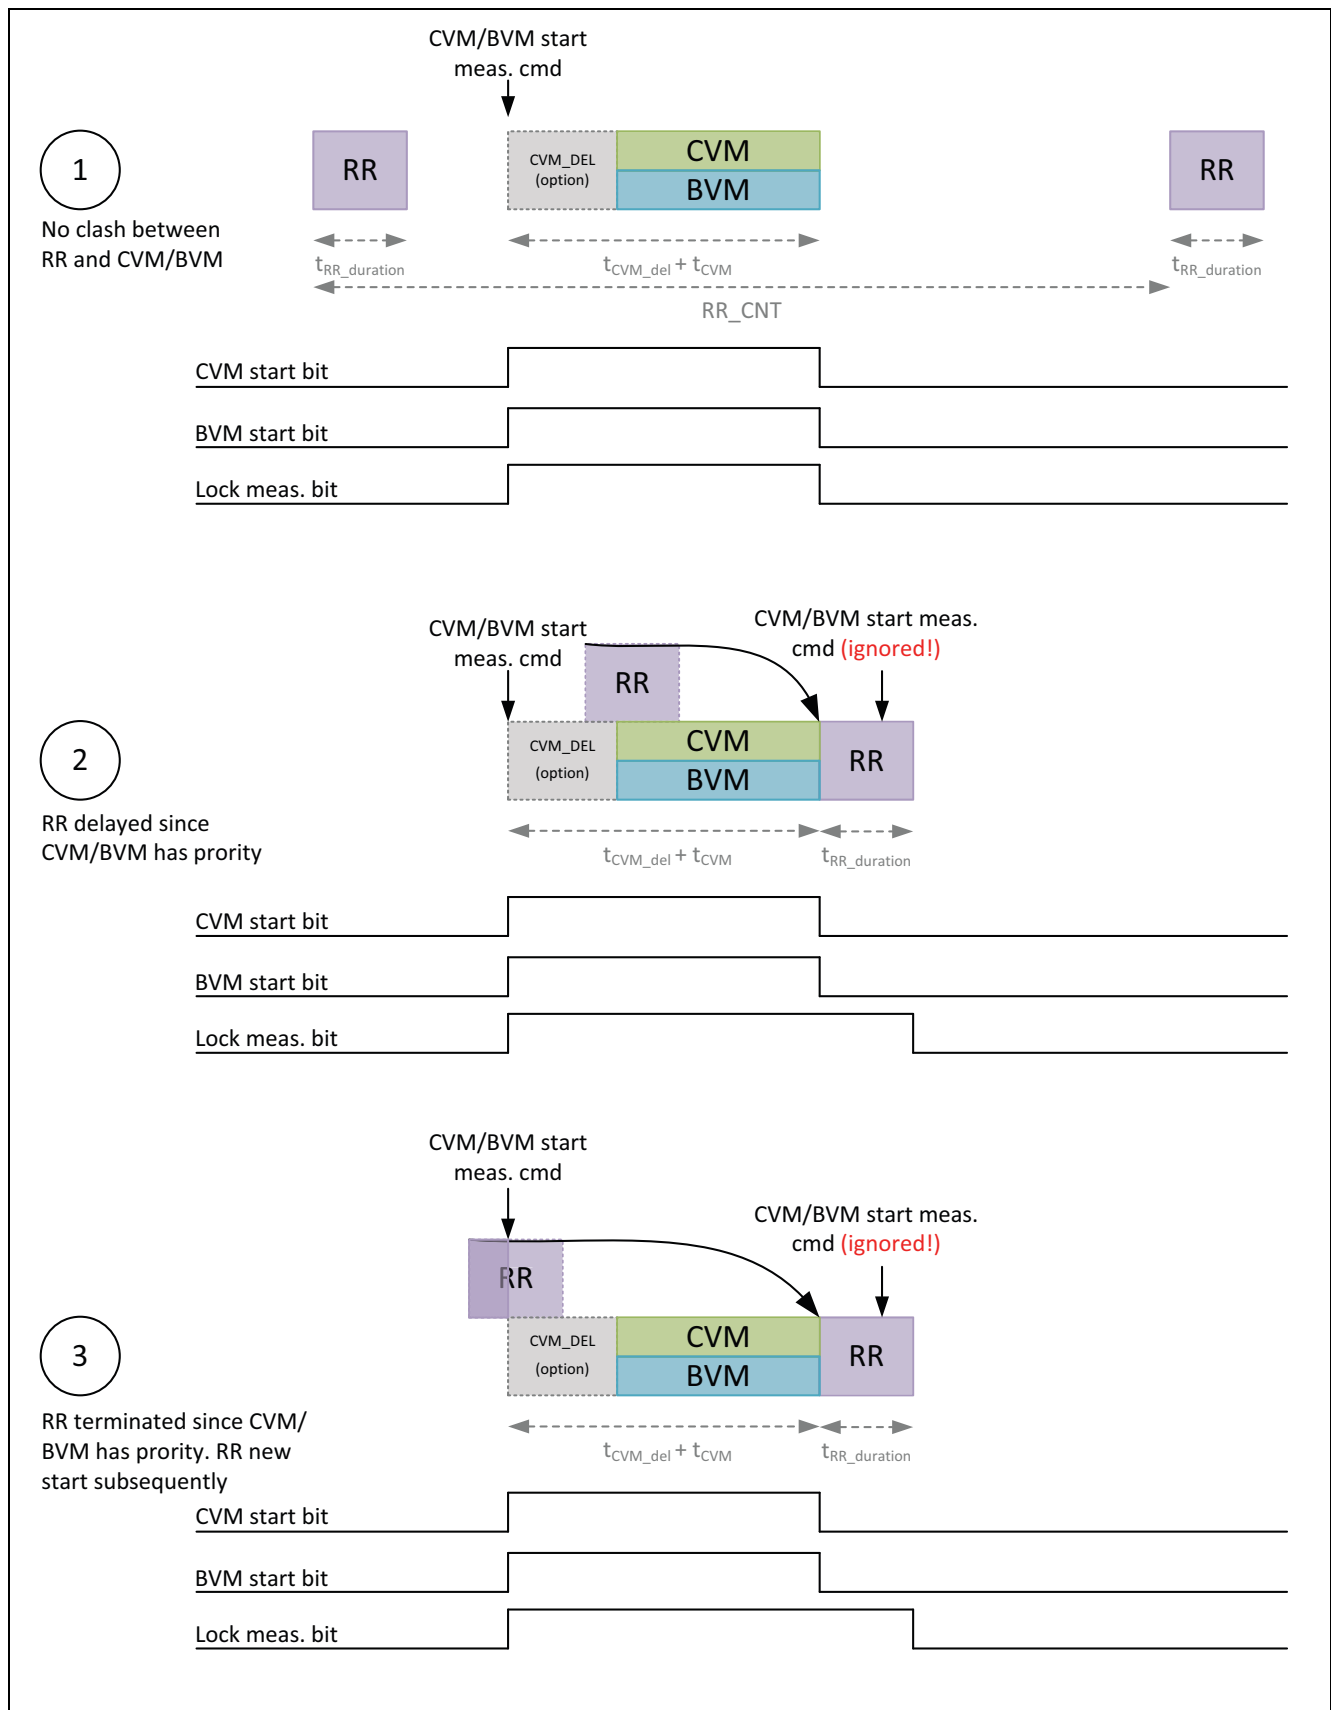 CVM/BVM start
meas. cmd
1
RR
CVM_DEL
(option)
CVM
BVM
RR
No clash between
RR and CVM/BVM
tRR_duration
tCVM_del + tCVM
tRR_duration
RR_CNT
CVM start bit
BVM start bit
Lock meas. bit
CVM/BVM start
meas. cmd
CVM/BVM start meas.
cmd (ignored!)
RR
2
CVM_DEL
(option)
CVM
BVM
RR
RR delayed since
CVM/BVM has prority
tCVM_del + tCVM
tRR_duration
CVM start bit
BVM start bit
Lock meas. bit
CVM/BVM start
meas. cmd
CVM/BVM start meas.
cmd (ignored!)
RR
3
CVM_DEL
(option)
CVM
BVM
RR
RR terminated since CVM/
BVM has prority. RR new
start subsequently
tCVM_del + tCVM
tRR_duration
CVM start bit
BVM start bit
Lock meas. bit